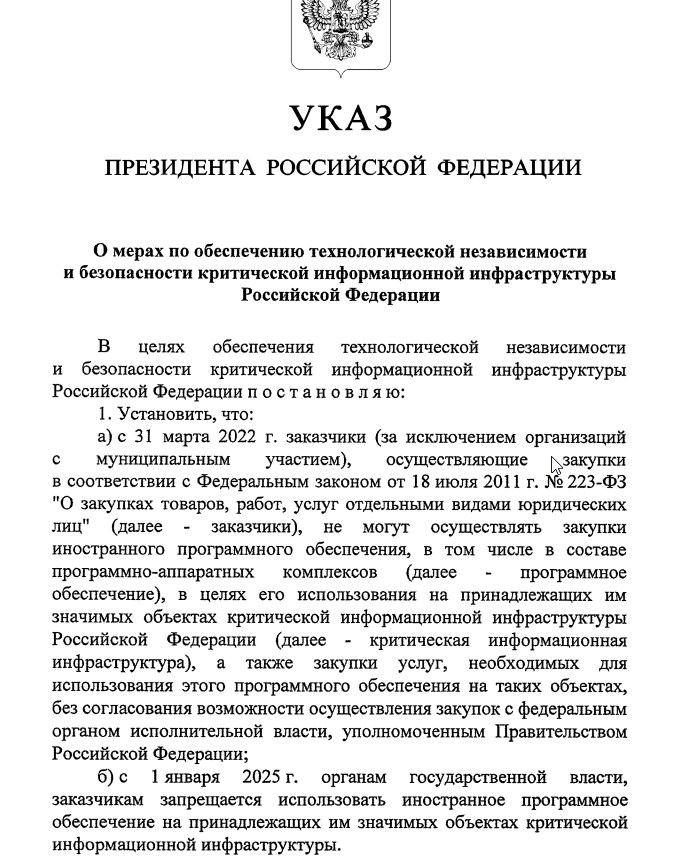 УКАЗ
ПРЕЗИДЕНТА РОССИЙСКОЙ ФЕДЕРАЦИИ
О мерах по обеспечению технологической независимости
и безопасности критической информационной инфраструктуры
Российской Федерации
В целях обеспечения технологической независимости
и безопасности критической информационной инфраструктуры
Российской Федерации п о с т а н о в л я ю:
1. Установить, что:
а) с 31 марта 2022 г. заказчики (за исключением организаций
с муниципальным участием), осуществляющие закупки
в соответствии с Федеральным законом от 18 июля 2011 г. № 223-ФЗ
"О закупках товаров, работ, услуг отдельными видами юридических
лиц" (далее - заказчики), не могут осуществлять закупки
иностранного программного обеспечения, в том числе в составе
программно-аппаратных комплексов (далее - программное
обеспечение), в целях его использования на принадлежащих им
значимых объектах критической информационной инфраструктуры
Российской Федерации (далее - критическая информационная
инфраструктура), а также закупки услуг, необходимых для
использования этого программного обеспечения на таких объектах,
без согласования возможности осуществления закупок с федеральным
органом исполнительной власти, уполномоченным Правительством
Российской Федерации;
б) с 1 января 2025 г. органам государственной власти,
заказчикам запрещается использовать иностранное программное
обеспечение на принадлежащих им значимых объектах критической
информационной инфраструктуры.